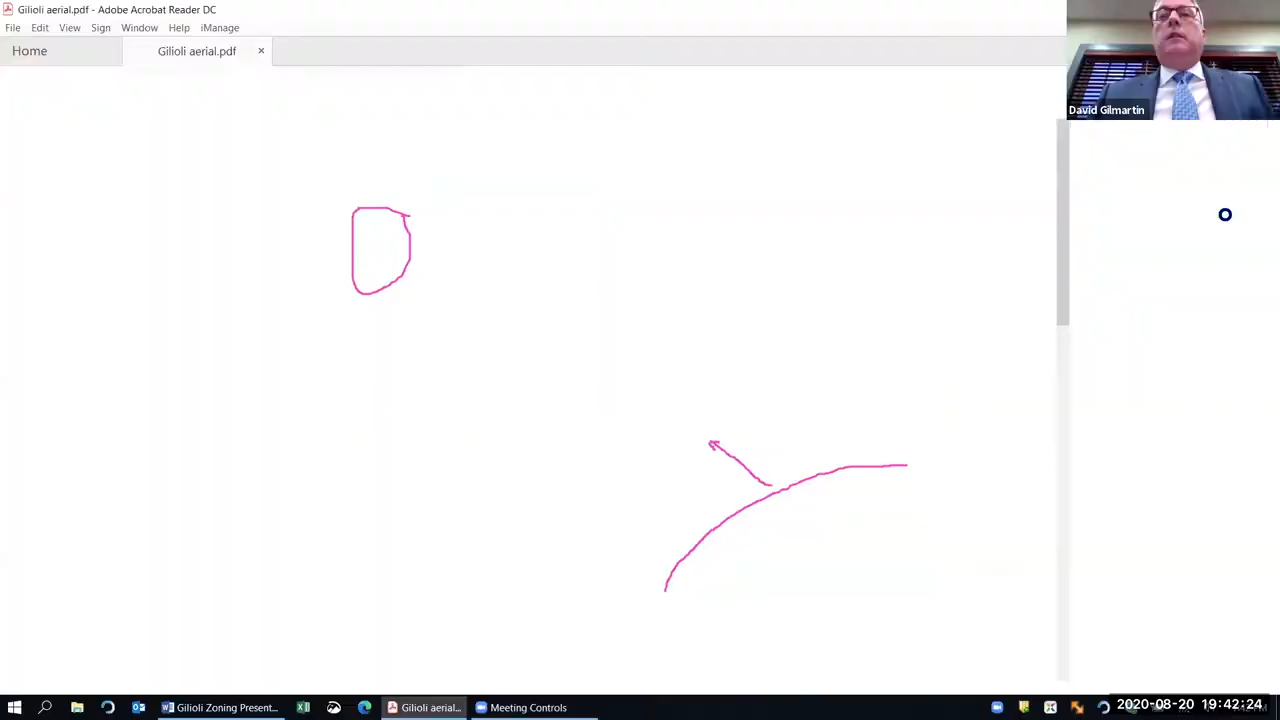 Gilioli aerial.pdf - Adobe Acrobat Reader DC
File Edit View Sign Window Help iManage
Home Gilioli aerial.pdf ×
David Gilmartin
Gilioli Zoning Present... Gilioli aerial... Meeting Controls
2020-08-20 19:42:24